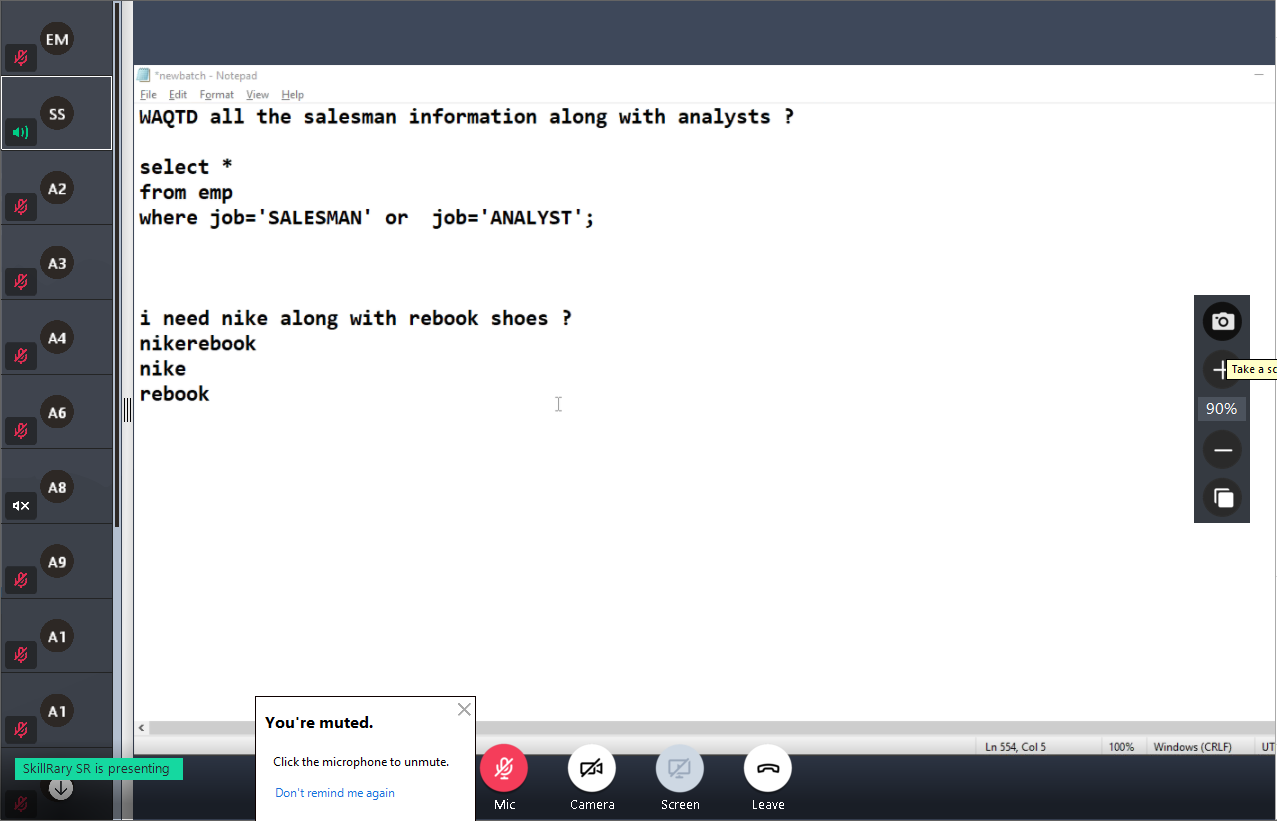 EM
SS
A2
A3
A4
A6
A8
A9
A1
A1
SkillRary SR is presenting
*newbatch - Notepad
File Edit Format View Help
WAQTD all the salesman information along with analysts ?
select *
from emp
where job='SALESMAN' or  job='ANALYST';
i need nike along with rebook shoes ?
nikerebook
nike
rebook
Take a sc
90%
Ln 554, Col 5
100%
Windows (CRLF)
UT
You're muted.
Click the microphone to unmute.
Don't remind me again
Mic
Camera
Screen
Leave